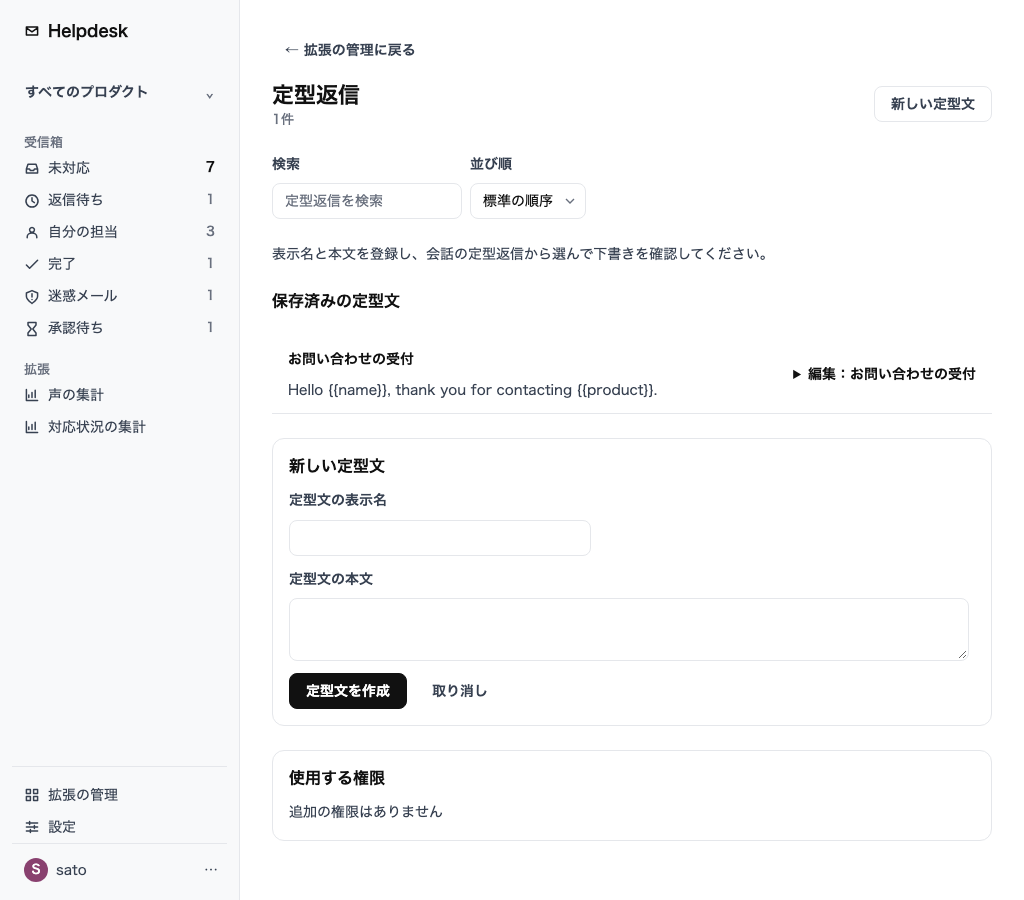 Helpdesk
すべてのプロダクト
受信箱
未対応 7
返信待ち 1
自分の担当 3
完了 1
迷惑メール 1
承認待ち 1
拡張
声の集計
対応状況の集計
拡張の管理
設定
S sato ...
← 拡張の管理に戻る
定型返信
1件
新しい定型文
検索 並び順
定型返信を検索 標準の順序
表示名と本文を登録し、会話の定型返信から選んで下書きを確認してください。
保存済みの定型文
お問い合わせの受付
Hello {{name}}, thank you for contacting {{product}}.
▶ 編集：お問い合わせの受付
新しい定型文
定型文の表示名
定型文の本文
定型文を作成 取り消し
使用する権限
追加の権限はありません